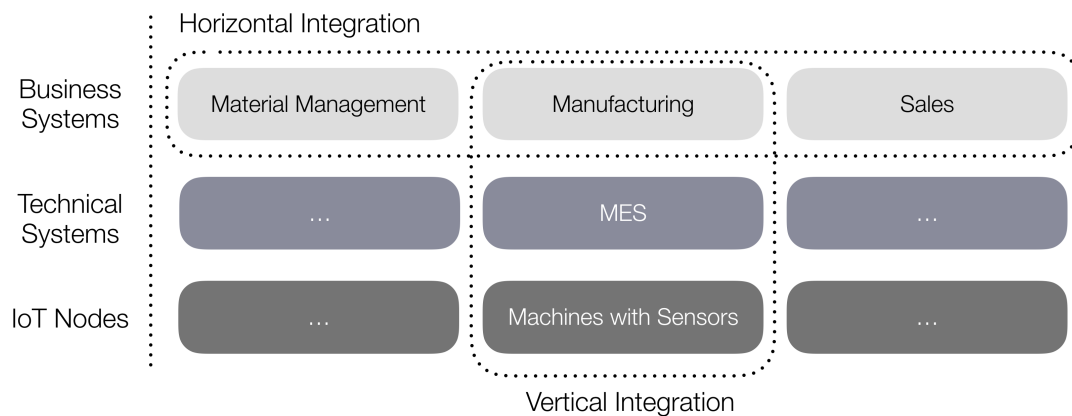 Horizontal Integration
Business
Systems
Material Management
Manufacturing
Sales
Technical
Systems
...
MES
...
IoT Nodes
...
Machines with Sensors
...
Vertical Integration